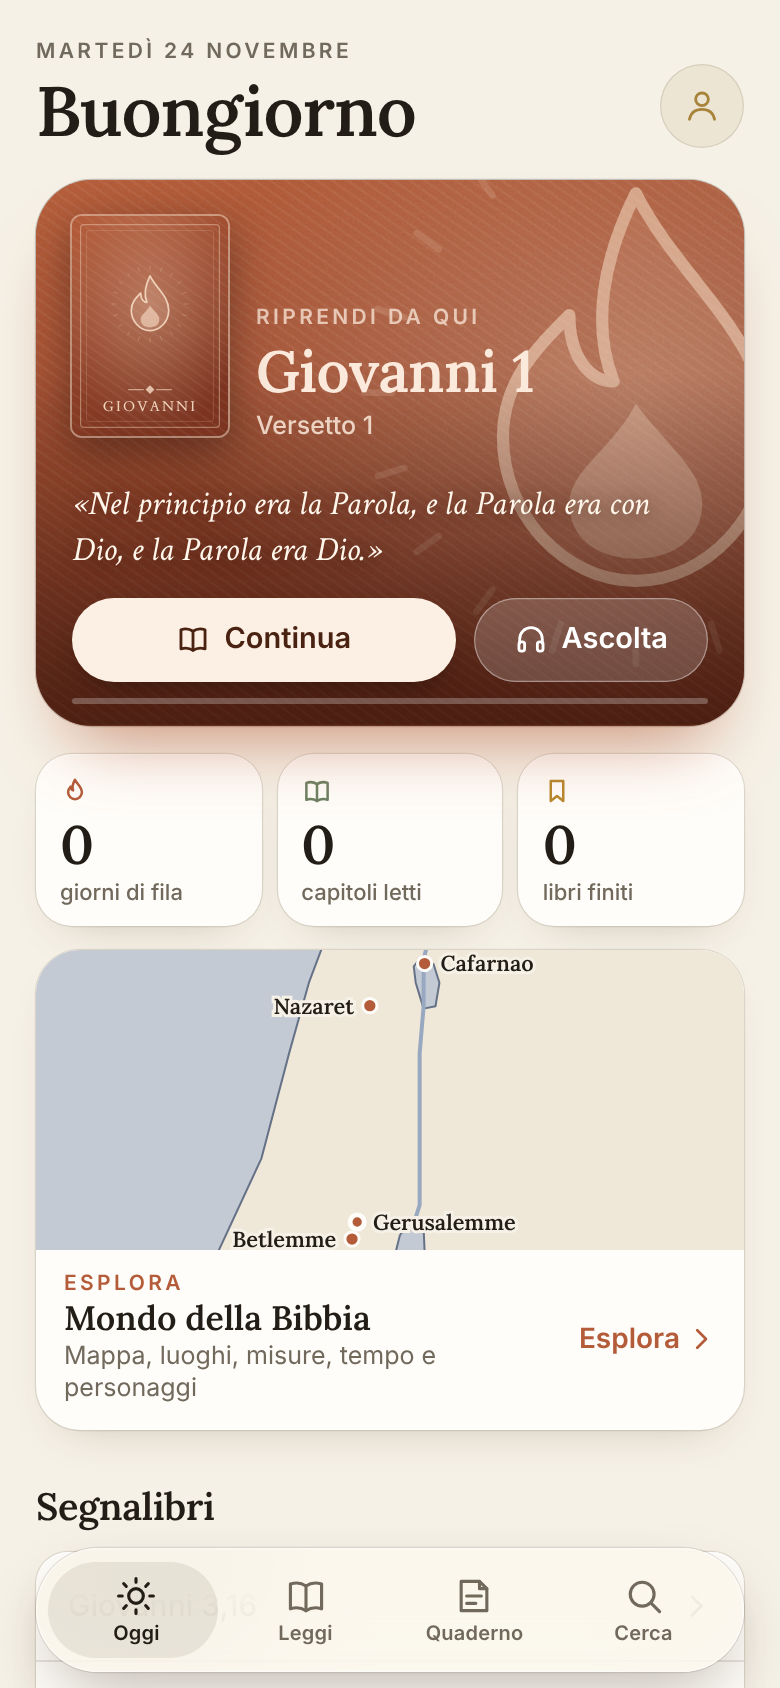 MARTEDÌ 24 NOVEMBRE
Buongiorno
GIOVANNI
RIPRENDI DA QUI
Giovanni 1
Versetto 1
«Nel principio era la Parola, e la Parola era con
Dio, e la Parola era Dio.»
Continua
Ascolta
0
giorni di fila
0
capitoli letti
0
libri finiti
Cafarnao
Nazaret
Gerusalemme
Betlemme
ESPLORA
Mondo della Bibbia
Mappa, luoghi, misure, tempo e
personaggi
Esplora
Segnalibri
Giovanni 3,16
Oggi
Leggi
Quaderno
Cerca